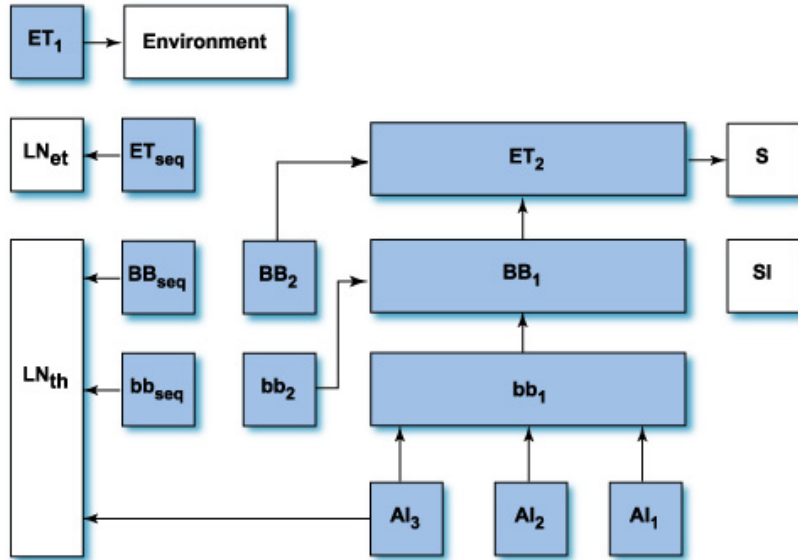 ET1 Environment
LNet ETseq ET2 S
BBseq BB2 BB1 SI
LNth bbseq bb2 bb1
AI3 AI2 AI1